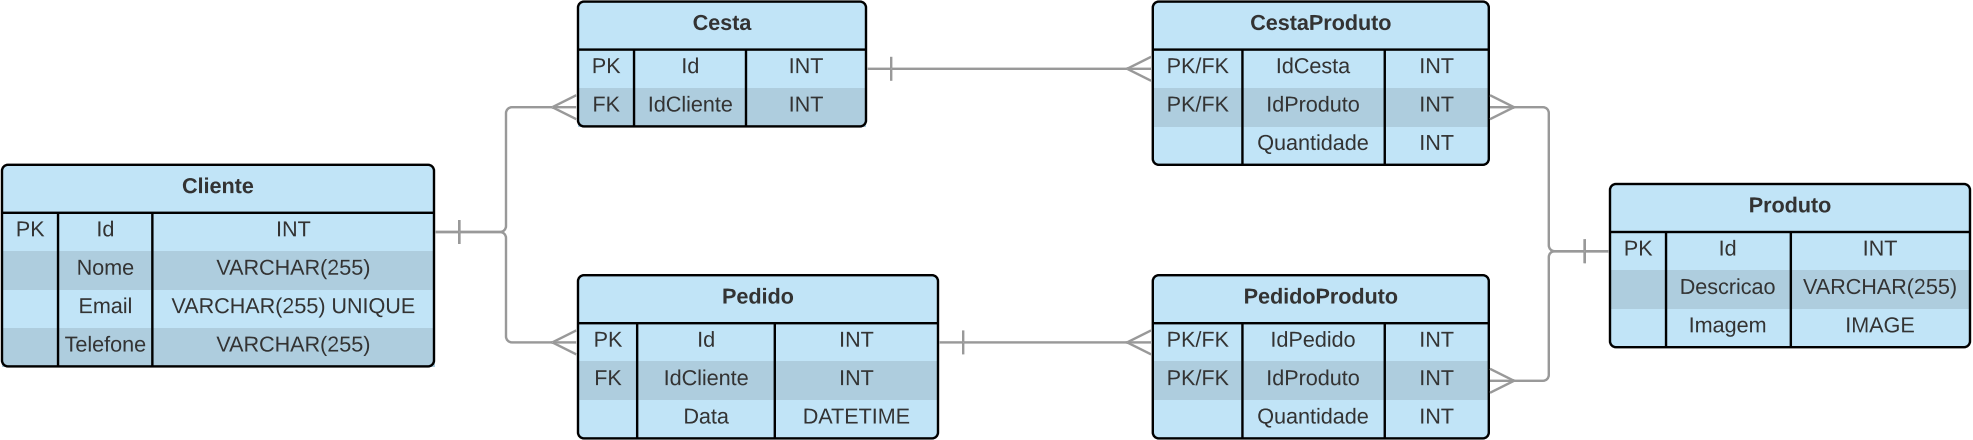 Cliente
PK Id INT
Nome VARCHAR(255)
Email VARCHAR(255) UNIQUE
Telefone VARCHAR(255)
Cesta
PK Id INT
FK IdCliente INT
Pedido
PK Id INT
FK IdCliente INT
Data DATETIME
CestaProduto
PK/FK IdCesta INT
PK/FK IdProduto INT
Quantidade INT
PedidoProduto
PK/FK IdPedido INT
PK/FK IdProduto INT
Quantidade INT
Produto
PK Id INT
Descricao VARCHAR(255)
Imagem IMAGE